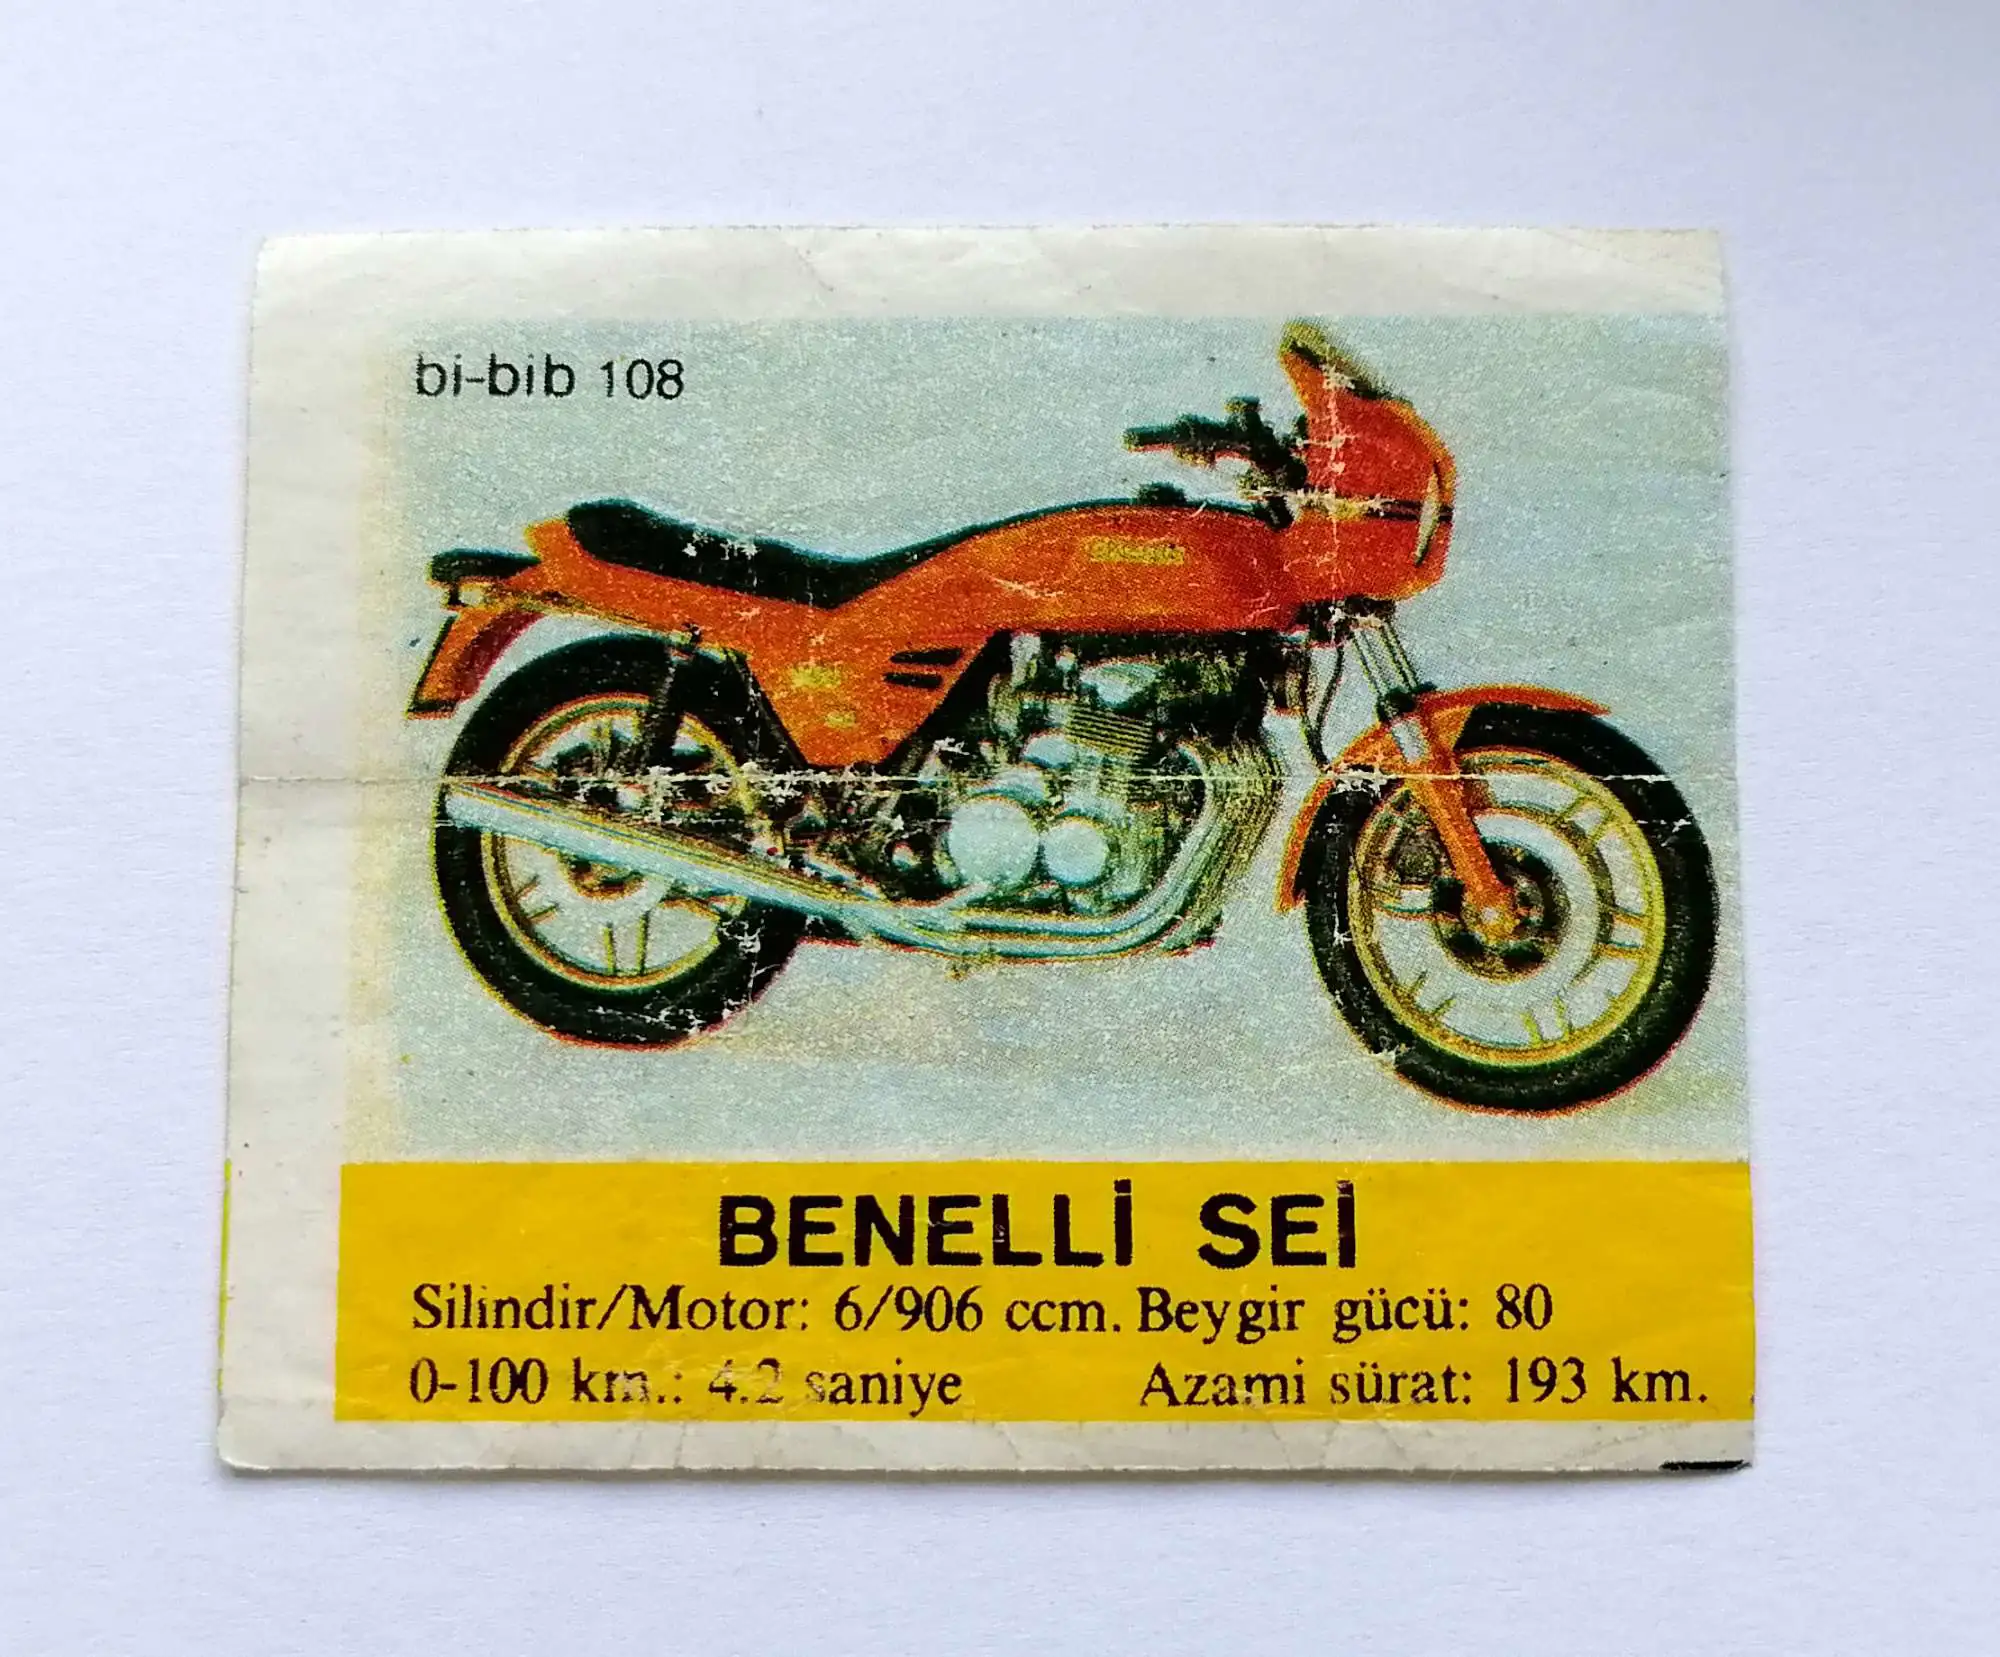 bi-bib 108
BENELLİ SEİ
Silindir/Motor: 6/906 ccm. Beygir gücü: 80
0-100 km.: 4.2 saniye Azami sürat: 193 km.